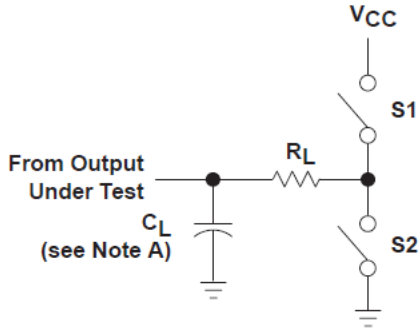 VCC
S1
From Output
Under Test
RL
CL
(see Note A)
S2